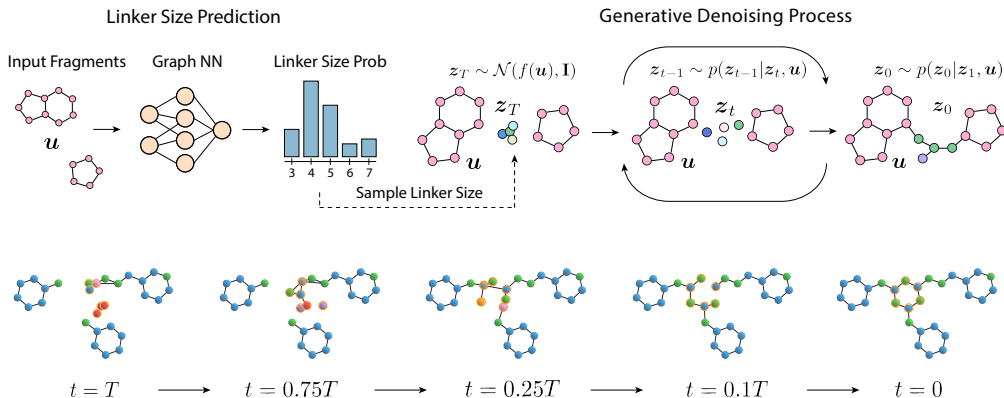 Linker Size Prediction
Generative Denoising Process
Input Fragments
Graph NN
Linker Size Prob
z_T ∼ N(f(u), I)
z_{t−1} ∼ p(z_{t−1}|z_t, u)
z_0 ∼ p(z_0|z_1, u)
z_T
z_t
z_0
u
u
u
u
3 4 5 6 7
Sample Linker Size
t = T
t = 0.75T
t = 0.25T
t = 0.1T
t = 0